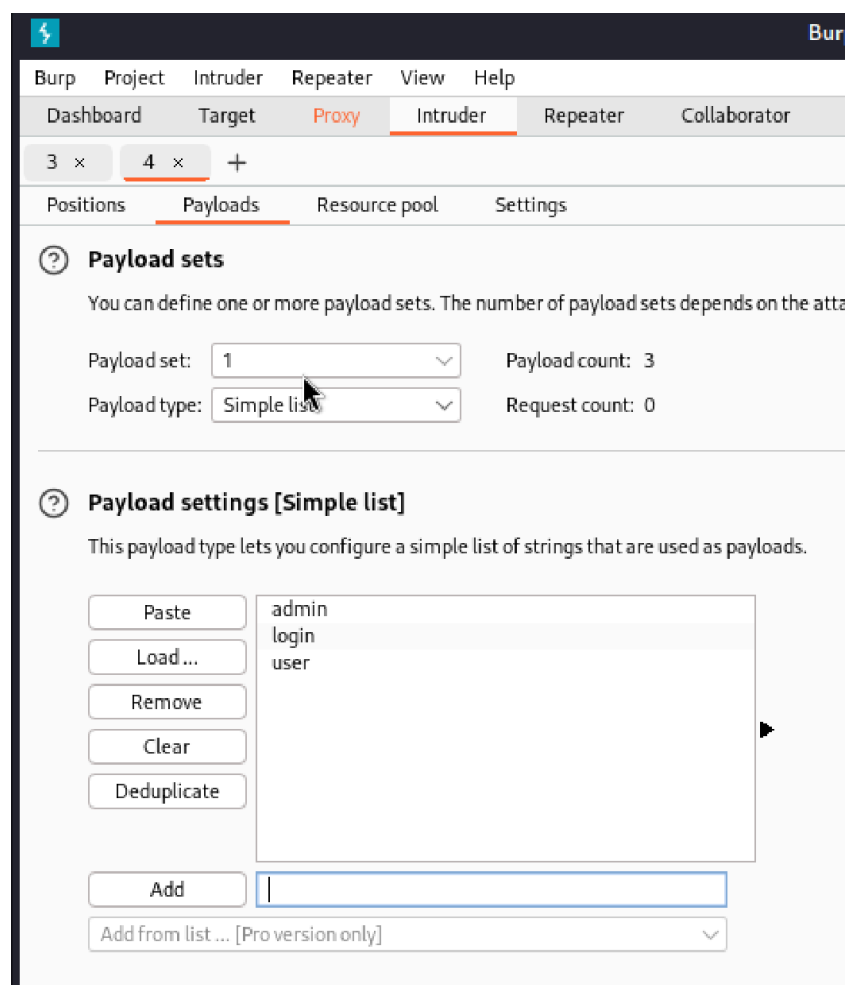 Bur
Burp Project Intruder Repeater View Help
Dashboard Target Proxy Intruder Repeater Collaborator
3 × 4 × +
Positions Payloads Resource pool Settings
? Payload sets
You can define one or more payload sets. The number of payload sets depends on the atta
Payload set: 1 Payload count: 3
Payload type: Simple list Request count: 0
? Payload settings [Simple list]
This payload type lets you configure a simple list of strings that are used as payloads.
Paste admin
login
Load ... user
Remove
Clear
Deduplicate
Add
Add from list ... [Pro version only]